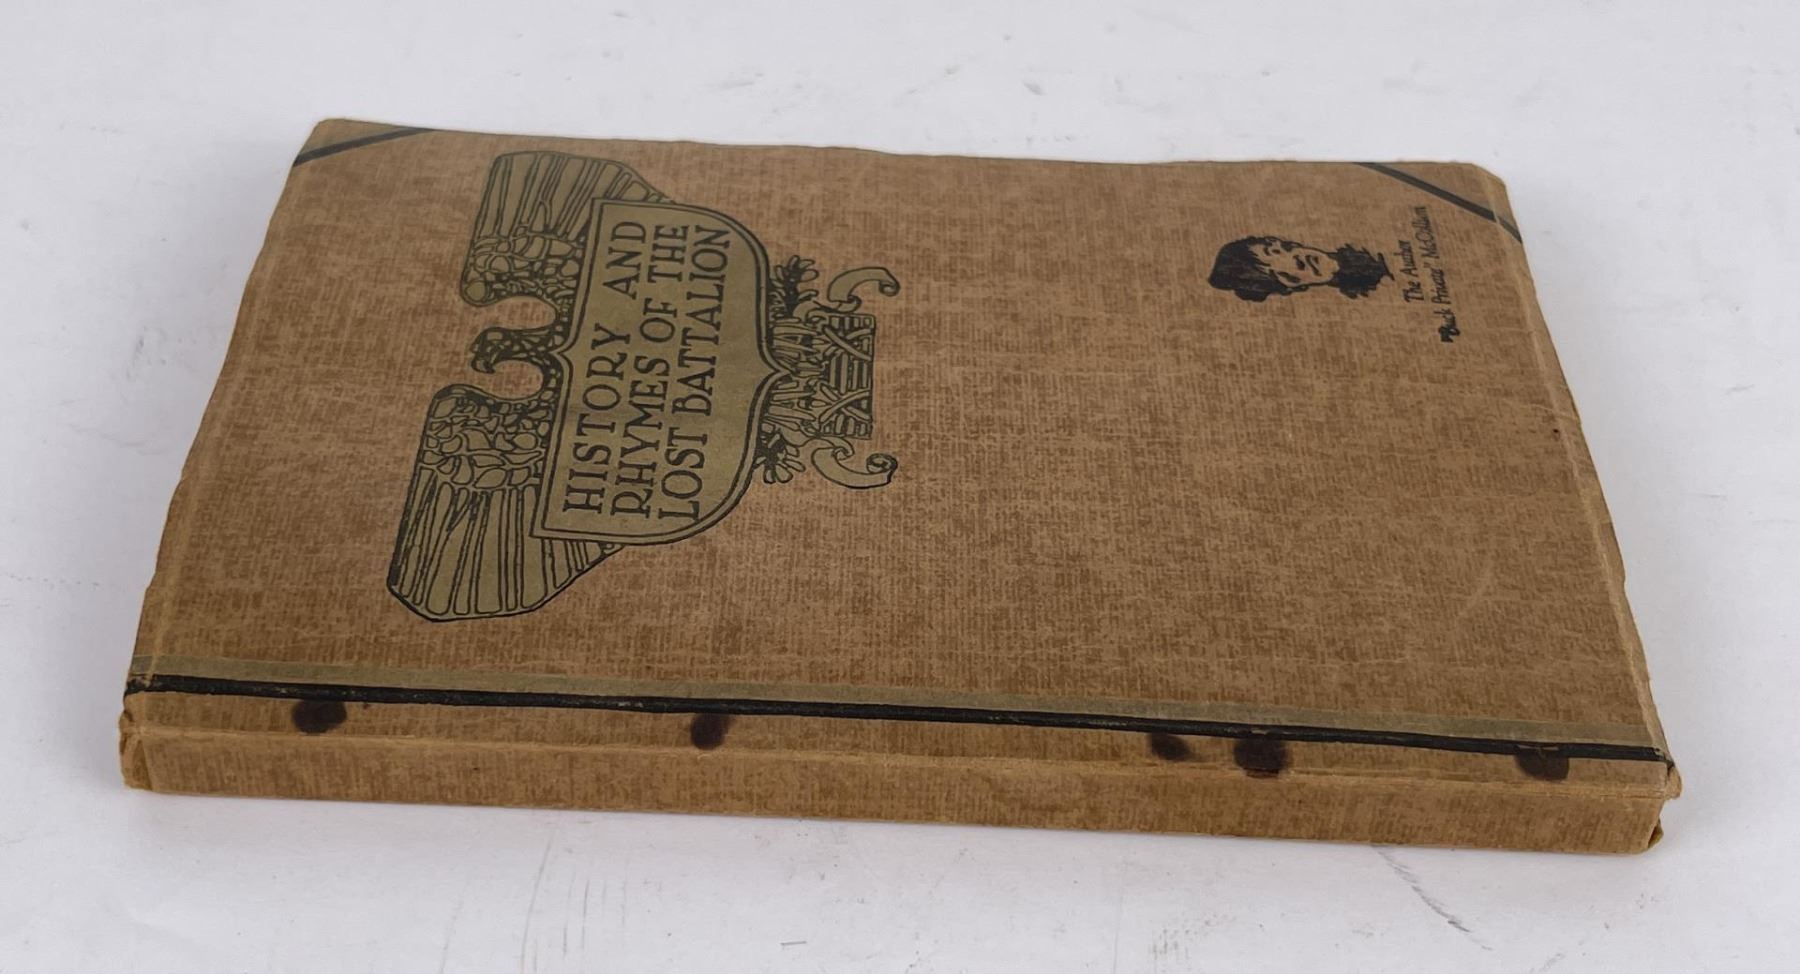 HISTORY AND
RHYMES OF THE
LOST BATTALION
The Author
"Buck Private" McCollum